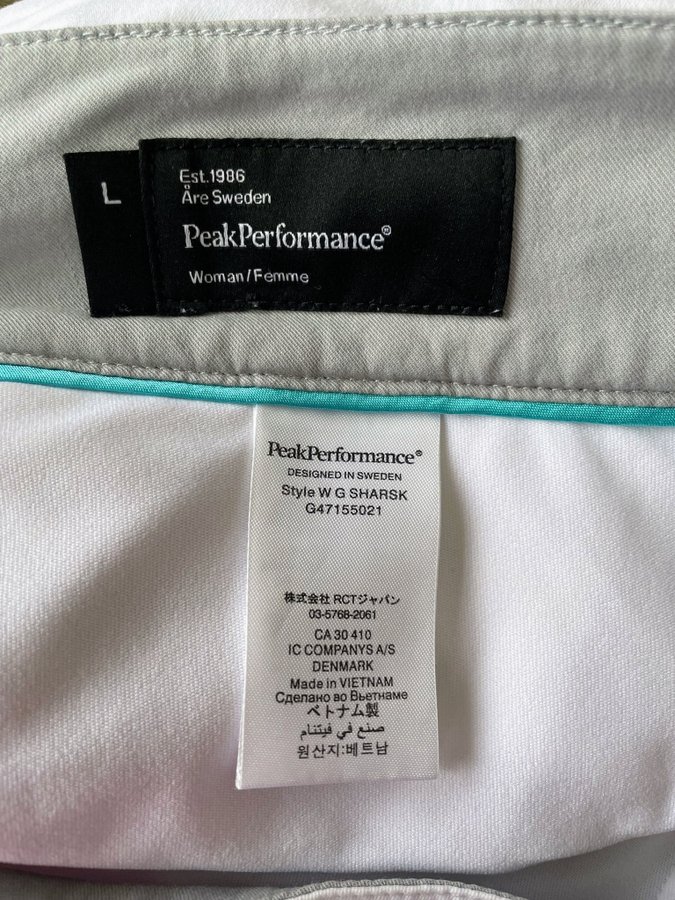 L
Est.1986
Åre Sweden
PeakPerformance®
Woman/Femme
PeakPerformance®
DESIGNED IN SWEDEN
Style W G SHARSK
G47155021
株式会社 RCTジャパン
03-5768-2061
CA 30 410
IC COMPANYS A/S
DENMARK
Made in VIETNAM
Сделано во Вьетнаме
ベトナム製
صنع في فيتنام
원산지:베트남